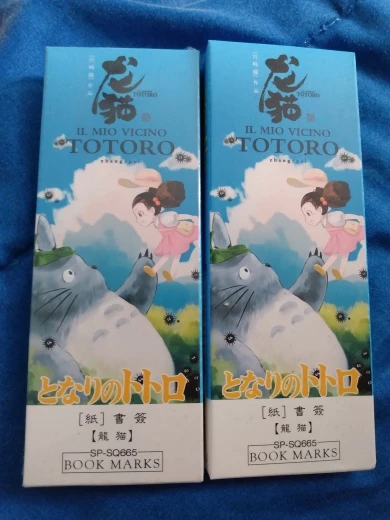 龙猫
TOTORO
IL MIO VICINO
TOTORO
となりのトトロ
[紙] 書簽
【龍猫】
SP-SQ665
BOOK MARKS
龙猫
TOTORO
IL MIO VICINO
TOTORO
となりのトトロ
[紙] 書簽
【龍猫】
SP-SQ665
BOOK MARKS